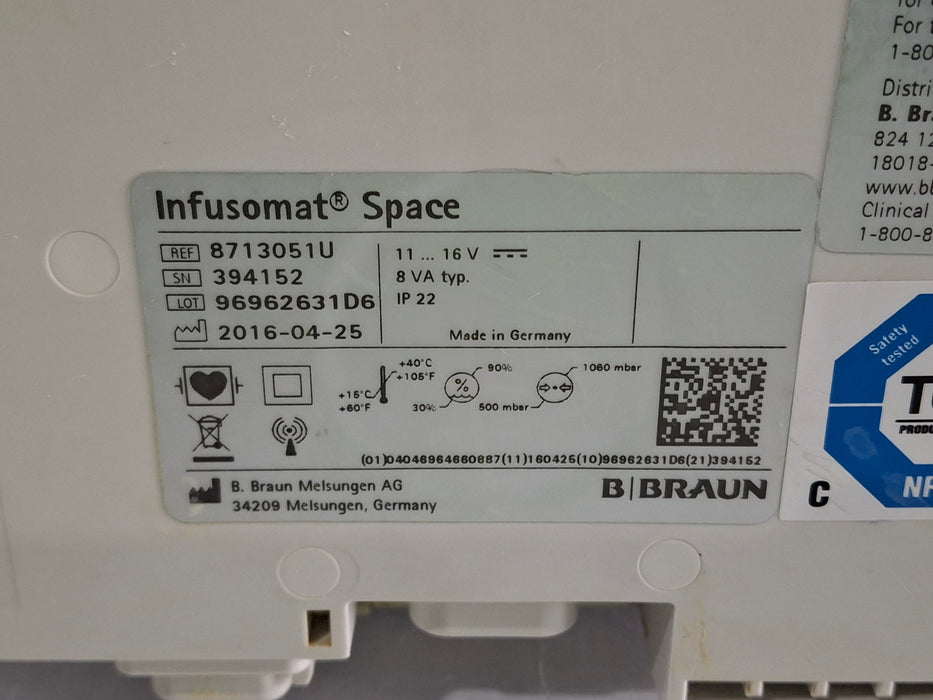 Infusomat® Space
REF 8713051U
SN 394152
LOT 96962631D6
2016-04-25
11 ... 16 V
8 VA typ.
IP 22
Made in Germany
+40°C
+105°F
+15°C
+60°F
90%
%
30%
1060 mbar
500 mbar
(01)04046964660887(11)160425(10)96962631D6(21)394152
B. Braun Melsungen AG
34209 Melsungen, Germany
B|BRAUN
For
1-80
Distri
B. Br
824 12
18018-
www.bb
Clinical
1-800-8
Safety
tested
C